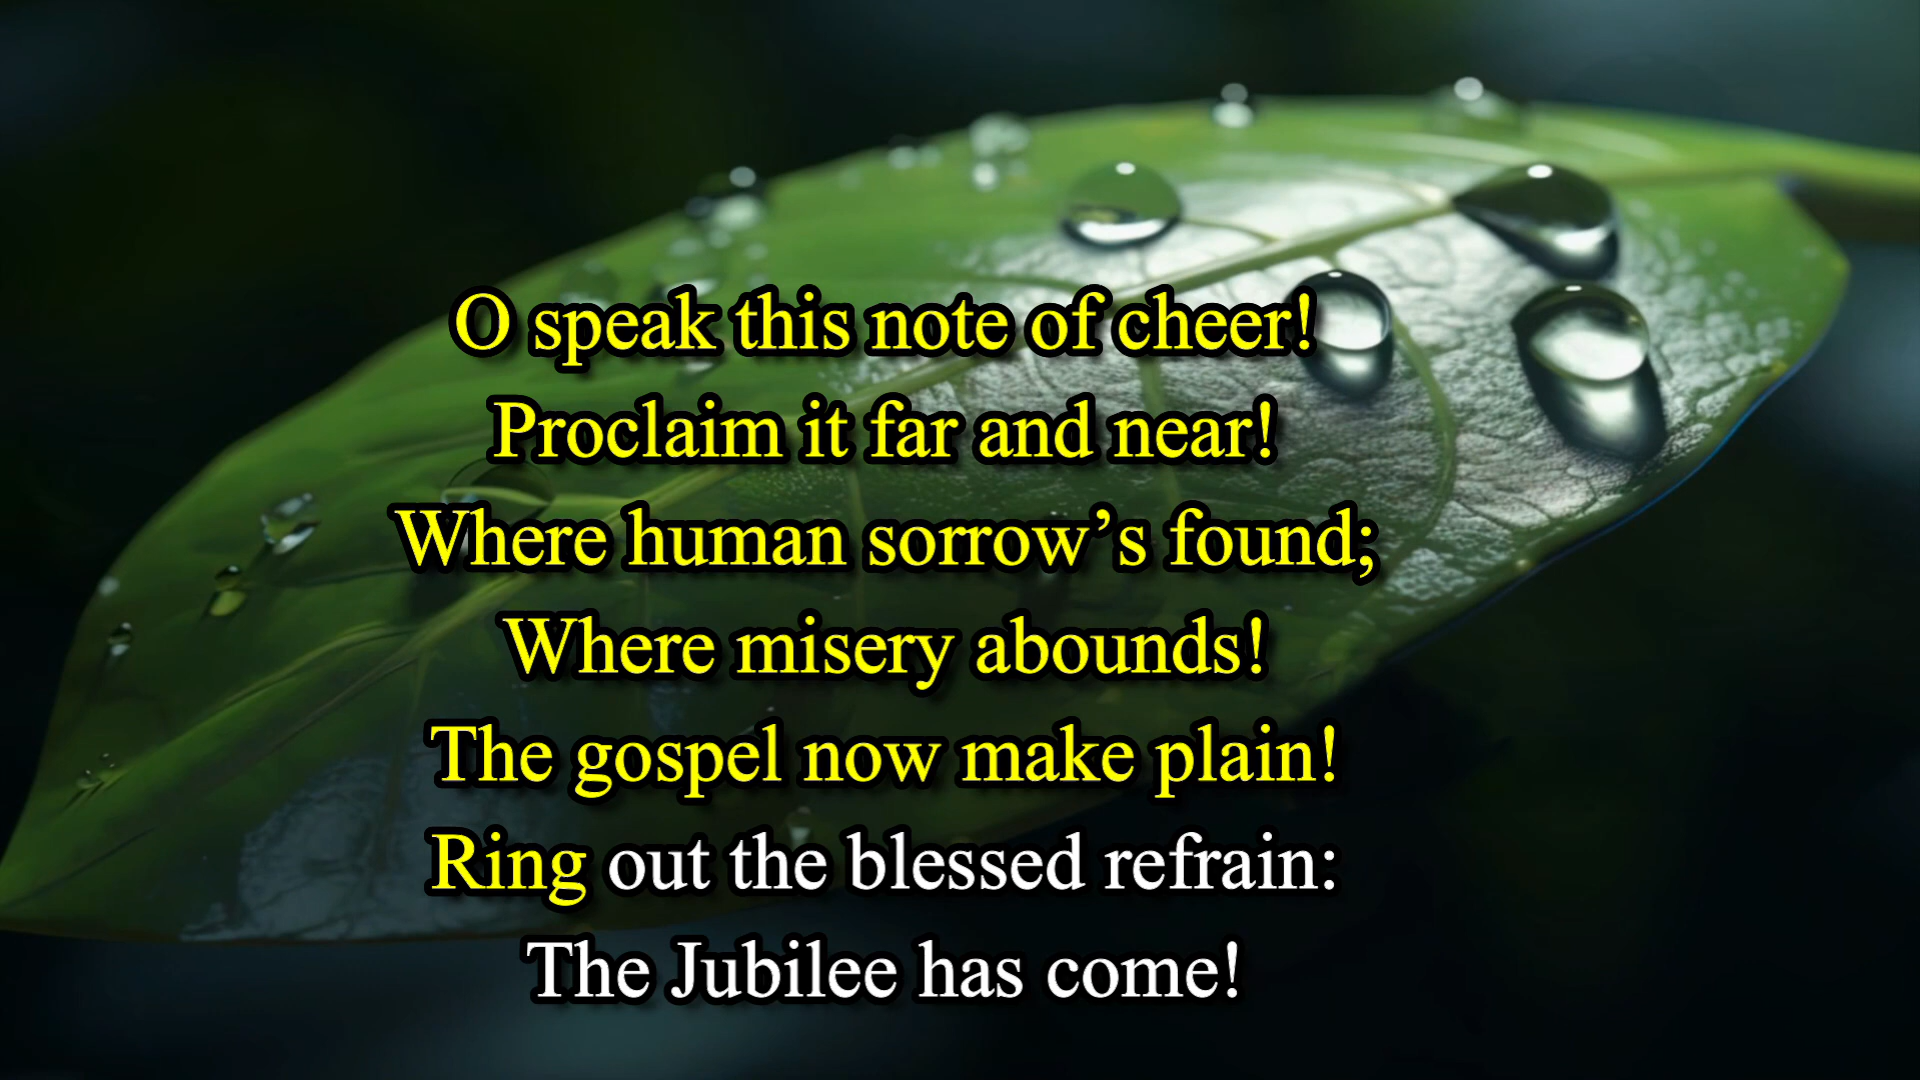 O speak this note of cheer!
Proclaim it far and near!
Where human sorrow’s found;
Where misery abounds!
The gospel now make plain!
Ring out the blessed refrain:
The Jubilee has come!